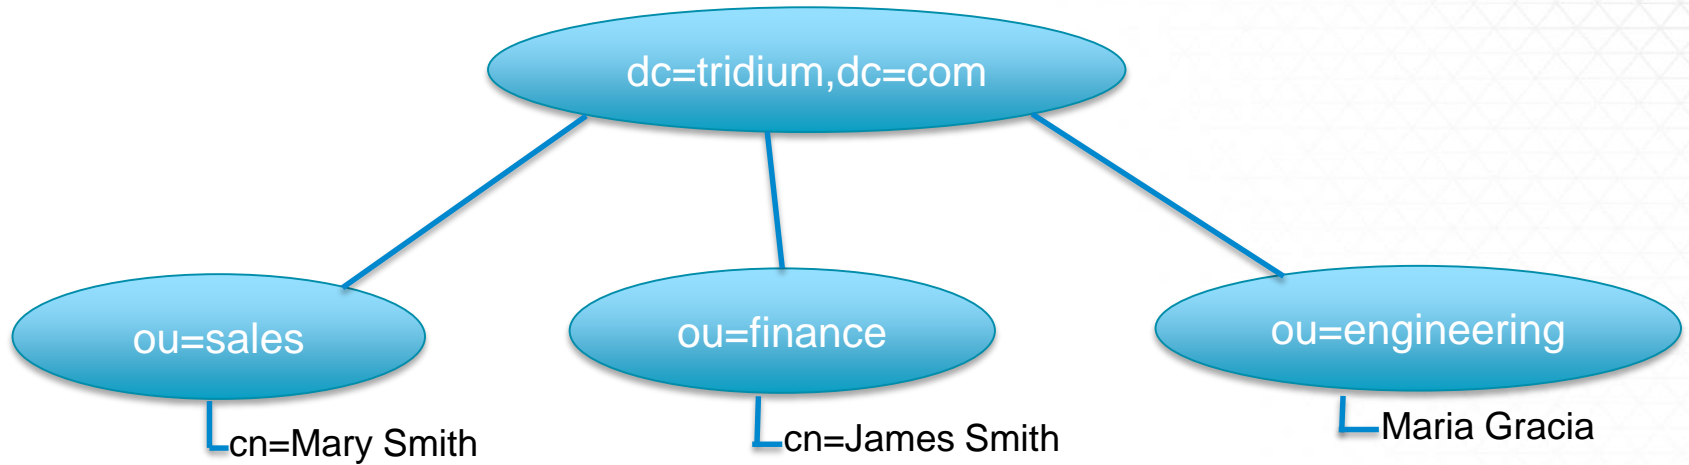 dc=tridium,dc=com
ou=sales
ou=finance
ou=engineering
cn=Mary Smith
cn=James Smith
Maria Gracia